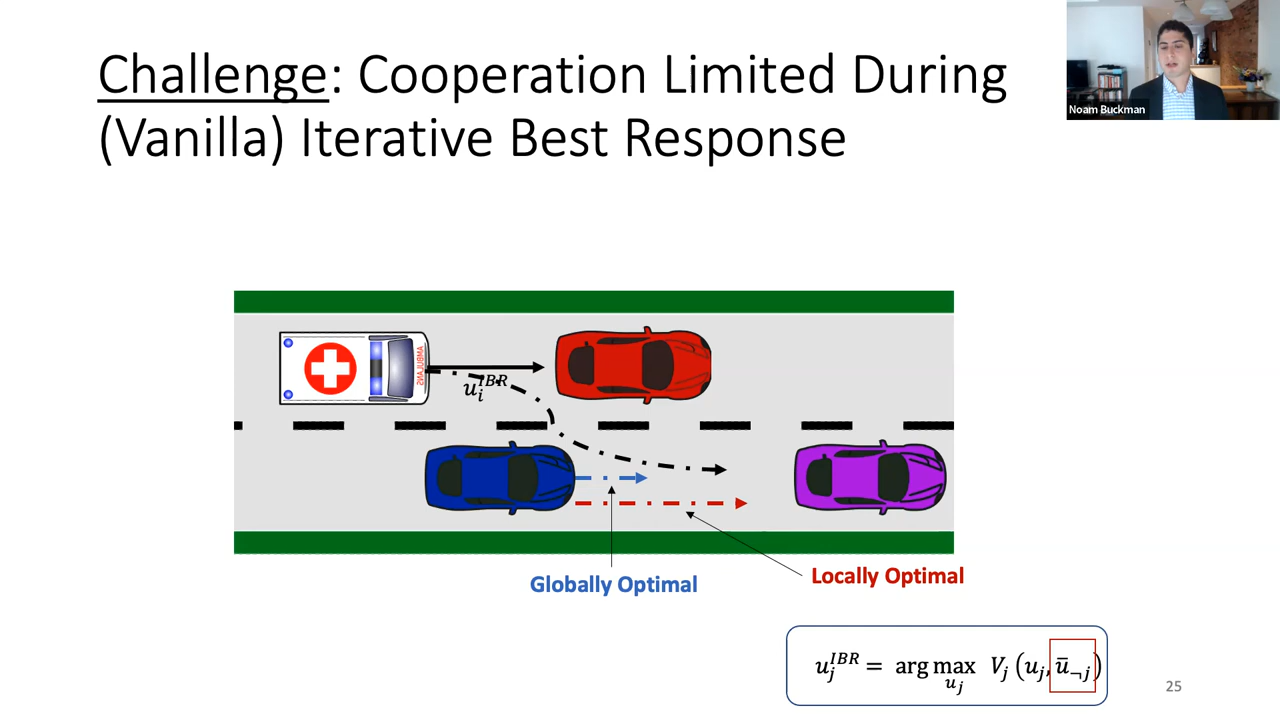 Challenge: Cooperation Limited During
(Vanilla) Iterative Best Response
Noam Buckman
AMBULANS
u_i^{IBR}
Globally Optimal
Locally Optimal
u_j^{IBR} = arg max_{u_j} V_j (u_j, ū_{¬j})
25